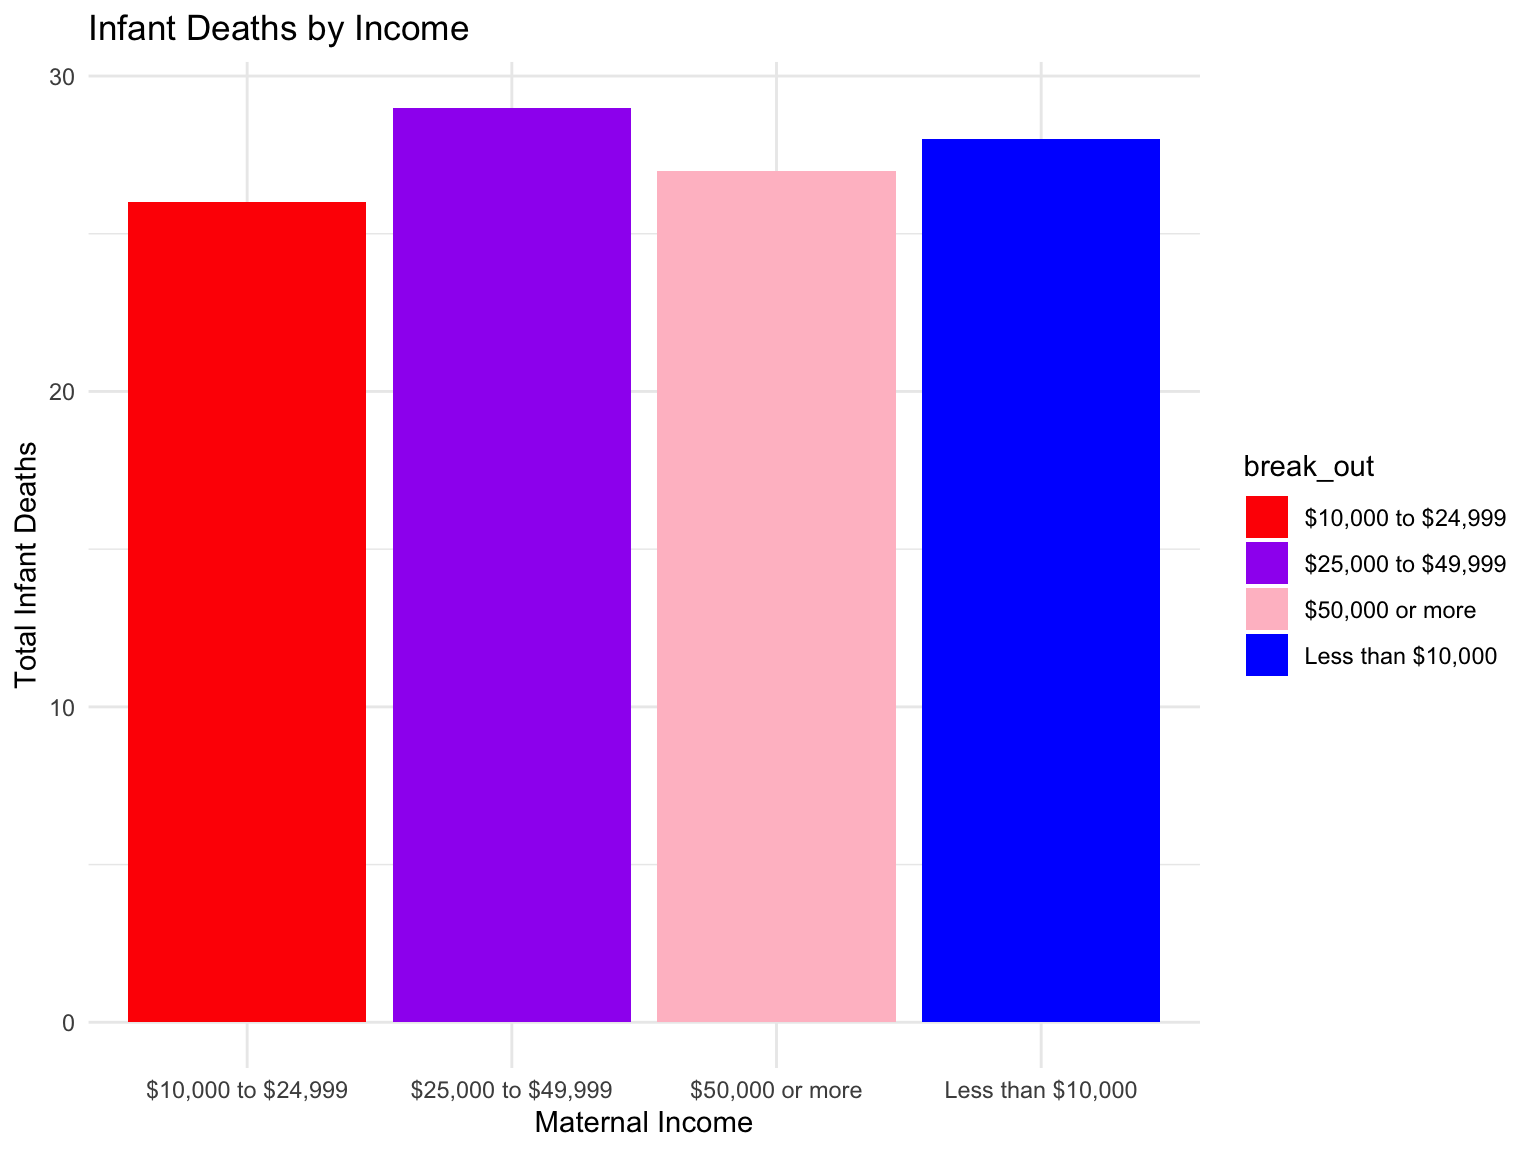 Infant Deaths by Income
30
20
10
0
Total Infant Deaths
$10,000 to $24,999
$25,000 to $49,999
$50,000 or more
Less than $10,000
Maternal Income
break_out
$10,000 to $24,999
$25,000 to $49,999
$50,000 or more
Less than $10,000